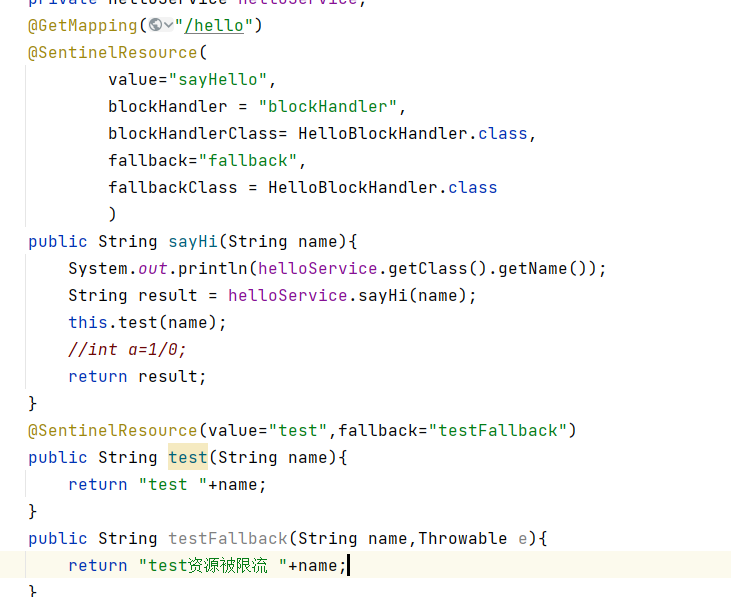 private HelloService helloService;
@GetMapping("/hello")
@SentinelResource(
value="sayHello",
blockHandler = "blockHandler",
blockHandlerClass= HelloBlockHandler.class,
fallback="fallback",
fallbackClass = HelloBlockHandler.class
)
public String sayHi(String name){
System.out.println(helloService.getClass().getName());
String result = helloService.sayHi(name);
this.test(name);
//int a=1/0;
return result;
}
@SentinelResource(value="test",fallback="testFallback")
public String test(String name){
return "test "+name;
}
public String testFallback(String name,Throwable e){
return "test资源被限流 "+name;
}